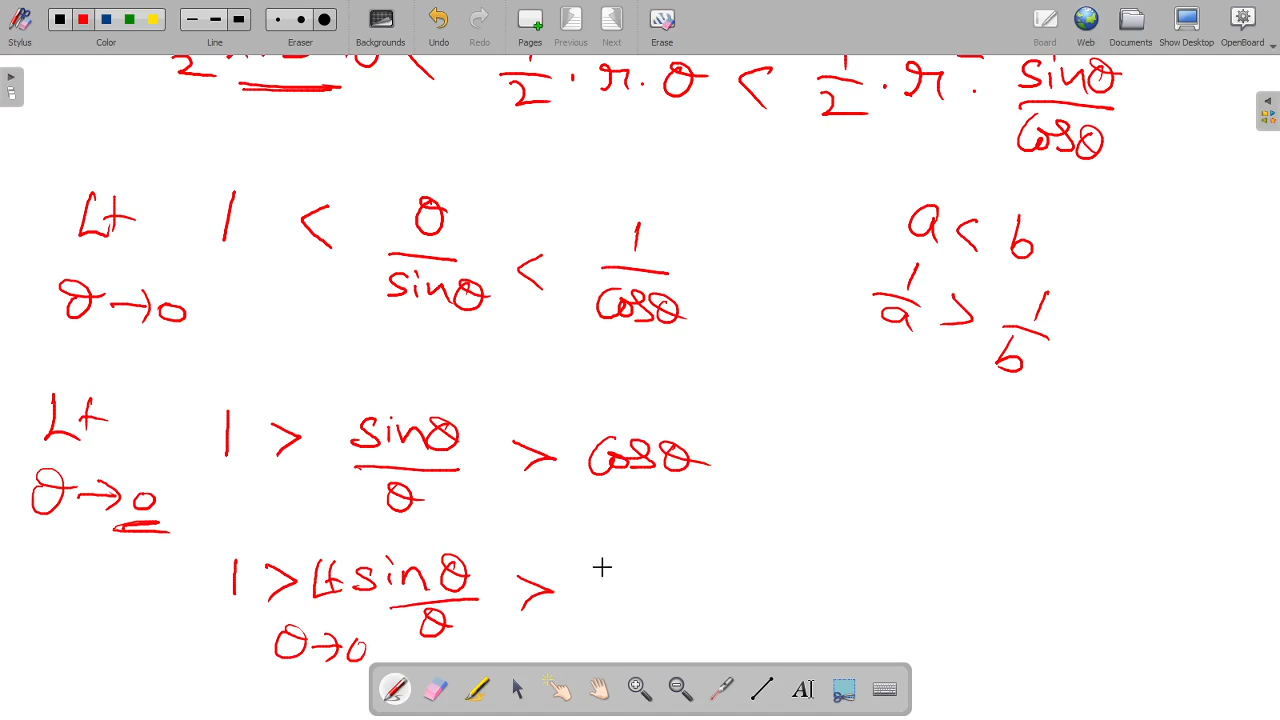 Stylus Color Line Eraser Backgrounds Undo Redo Pages Previous Next Erase Board Web Documents Show Desktop OpenBoard
1/2 · r · θ < 1/2 · r · sinθ/cosθ
Lt θ→0 1 < θ/sinθ < 1/cosθ
a < b
1/a > 1/b
Lt θ→0 1 > sinθ/θ > cosθ
1 > Lt θ→0 sinθ/θ >